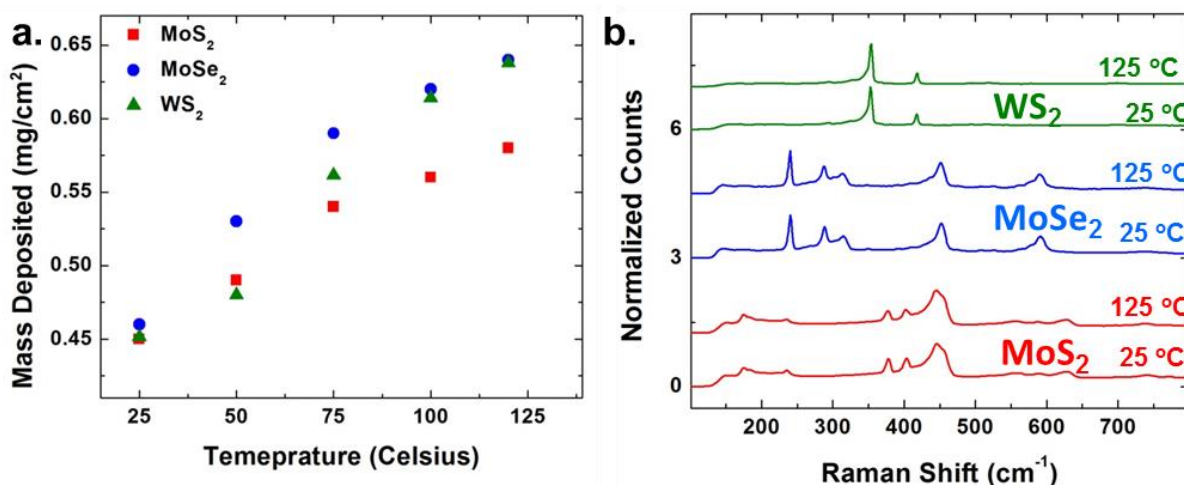 a.
MoS2
MoSe2
WS2
Mass Deposited (mg/cm²)
0.65
0.60
0.55
0.50
0.45
25 50 75 100 125
Temeprature (Celsius)
b.
Normalized Counts
6
3
0
125 °C
WS2 25 °C
125 °C
MoSe2 25 °C
125 °C
MoS2 25 °C
200 300 400 500 600 700
Raman Shift (cm⁻¹)